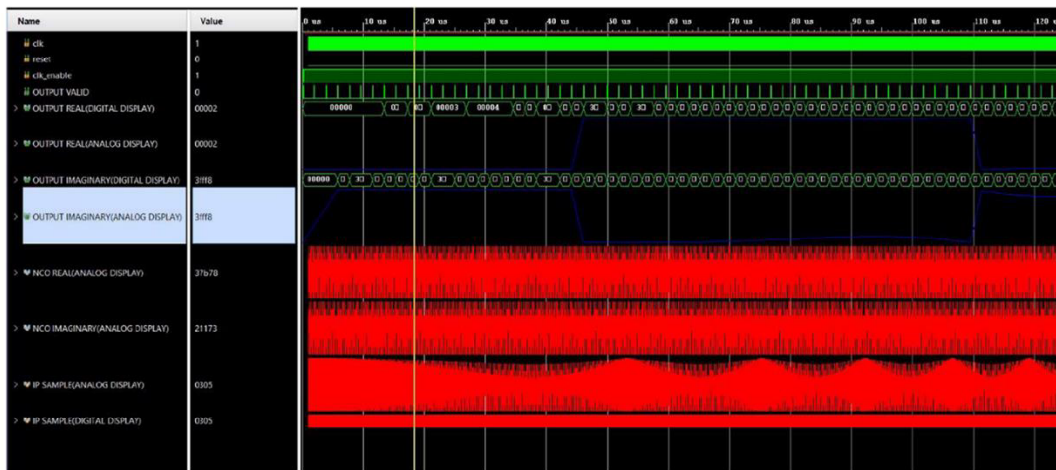 Name Value 0 us 10 us 20 us 30 us 40 us 50 us 60 us 70 us 80 us 90 us 100 us 110 us 120
clk 1
reset 0
clk_enable 1
OUTPUT VALID 0
OUTPUT REAL(DIGITAL DISPLAY) 00002 00000 00003 00004
OUTPUT REAL(ANALOG DISPLAY) 00002
OUTPUT IMAGINARY(DIGITAL DISPLAY) 3fff8 00000
OUTPUT IMAGINARY(ANALOG DISPLAY) 3fff8
NCO REAL(ANALOG DISPLAY) 37b78
NCO IMAGINARY(ANALOG DISPLAY) 21173
IP SAMPLE(ANALOG DISPLAY) 0305
IP SAMPLE(DIGITAL DISPLAY) 0305